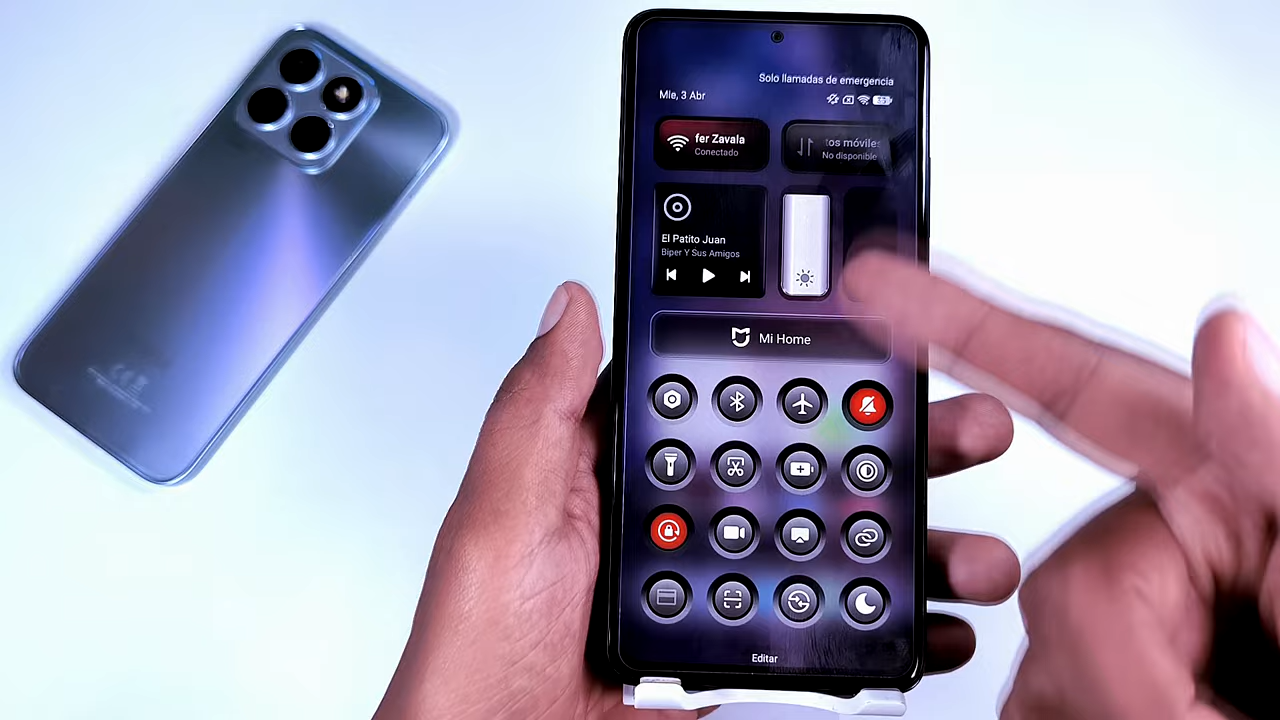 Solo llamadas de emergencia
Mie, 3 Abr
fer Zavala
Conectado
os móviles
No disponible
El Patito Juan
Biper Y Sus Amigos
Mi Home
Editar